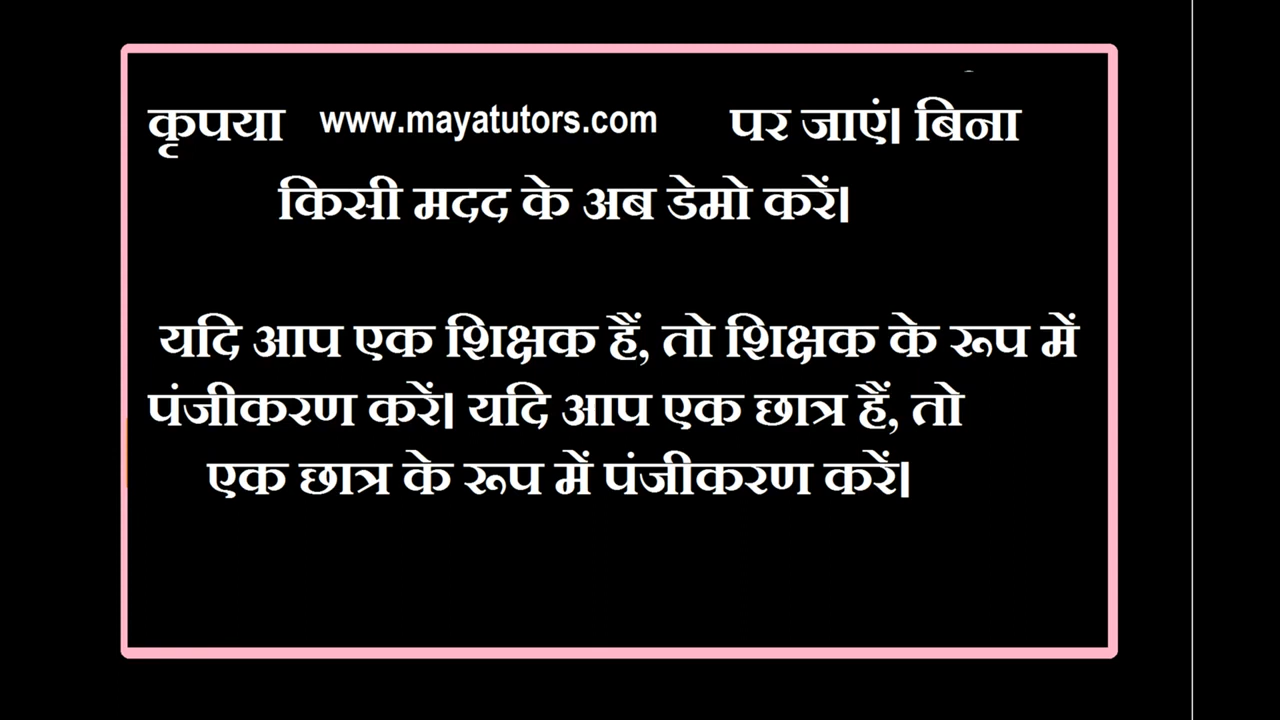 कृपया www.mayatutors.com पर जाएं। बिना
किसी मदद के अब डेमो करें।
यदि आप एक शिक्षक हैं, तो शिक्षक के रूप में
पंजीकरण करें। यदि आप एक छात्र हैं, तो
एक छात्र के रूप में पंजीकरण करें।